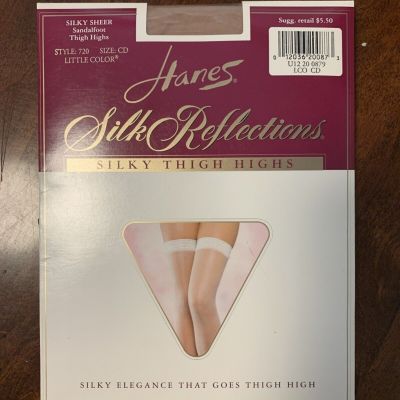 SILKY SHEER
Sandalfoot
Thigh Highs
STYLE: 720 SIZE: CD
LITTLE COLOR®
Sugg. retail $5.50
0 12036 20087 3
U12 20 0879
LCO CD
Hanes®
Silk Reflections®
SILKY THIGH HIGHS
SILKY ELEGANCE THAT GOES THIGH HIGH